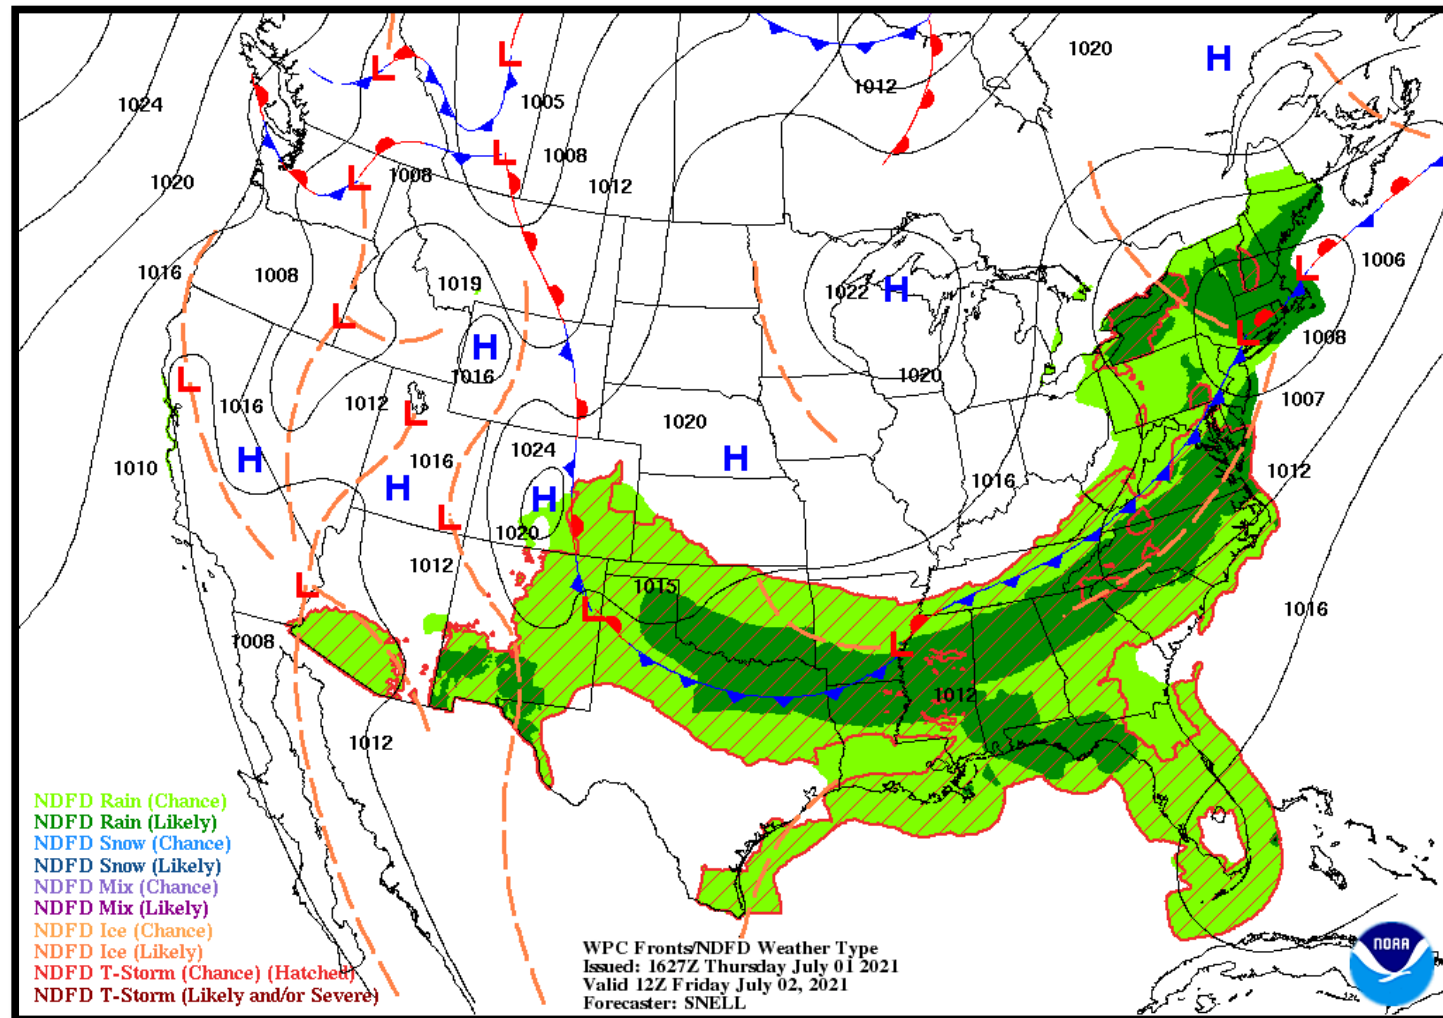 H
1020
L
L
1012
1024
1005
1008
L
1012
1020
L
1008
1006
L
1016
1008
1019
1022
H
L
1008
L
H
1016
1020
L
1007
1016
1012
L
1020
1024
1016
H
H
1010
1012
1016
H
H
1020
L
1012
1015
L
L
1016
1008
L
1012
1012
NDFD Rain (Chance)
NDFD Rain (Likely)
NDFD Snow (Chance)
NDFD Snow (Likely)
NDFD Mix (Chance)
NDFD Mix (Likely)
NDFD Ice (Chance)
NDFD Ice (Likely)
NDFD T-Storm (Chance) (Hatched)
NDFD T-Storm (Likely and/or Severe)
WPC Fronts/NDFD Weather Type
Issued: 1627Z Thursday July 01 2021
Valid 12Z Friday July 02, 2021
Forecaster: SNELL
NOAA